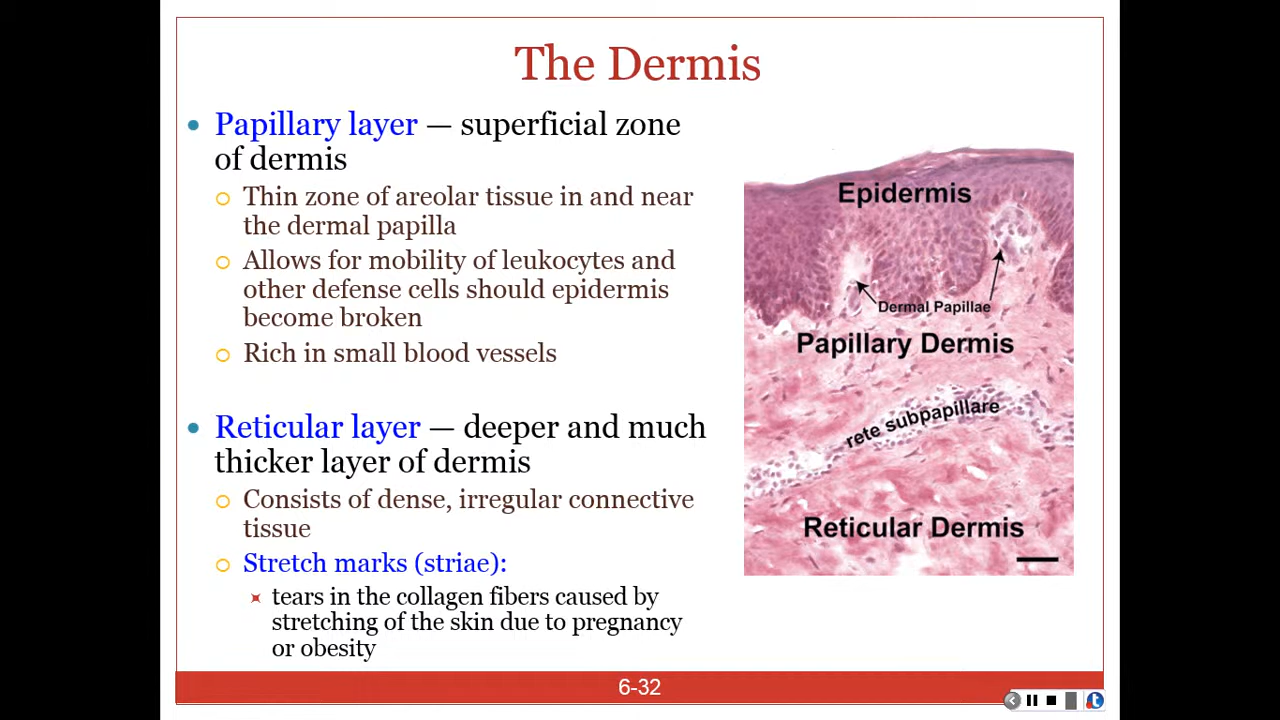 The Dermis
Papillary layer — superficial zone
of dermis
Thin zone of areolar tissue in and near
the dermal papilla
Allows for mobility of leukocytes and
other defense cells should epidermis
become broken
Rich in small blood vessels
Reticular layer — deeper and much
thicker layer of dermis
Consists of dense, irregular connective
tissue
Stretch marks (striae):
tears in the collagen fibers caused by
stretching of the skin due to pregnancy
or obesity
Epidermis
Dermal Papillae
Papillary Dermis
rete subpapillare
Reticular Dermis
6-32
t